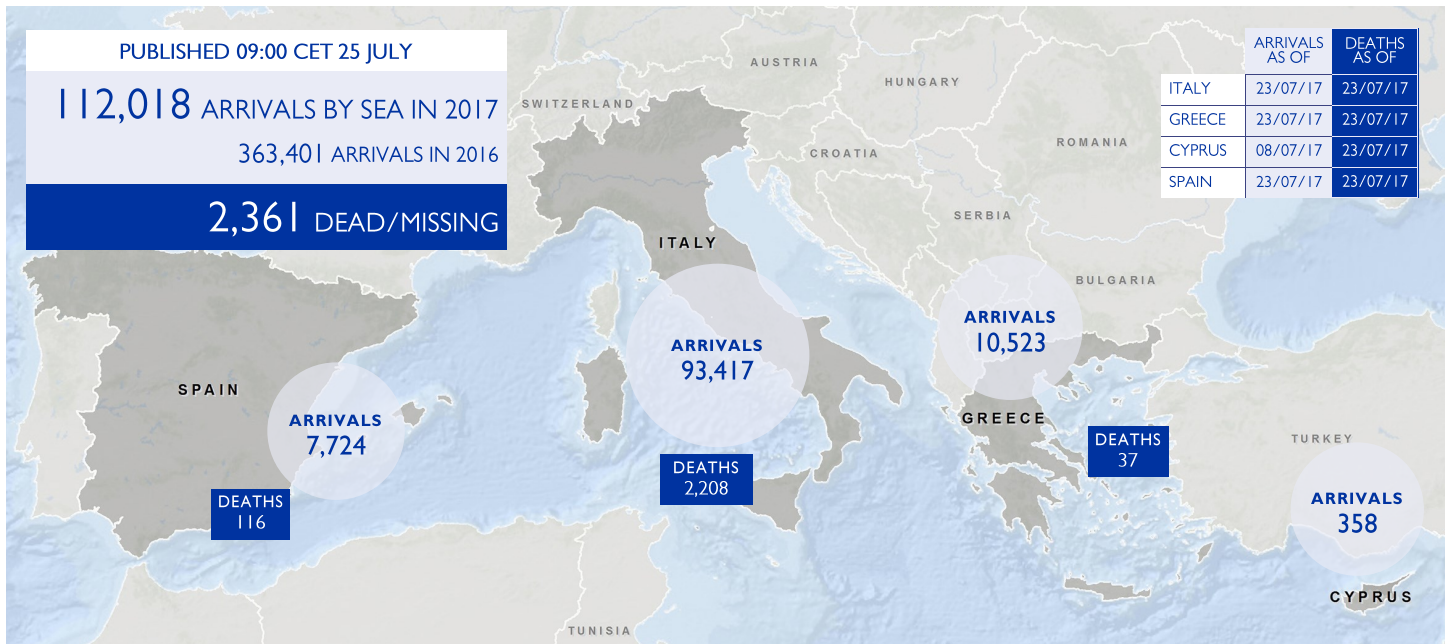 PUBLISHED 09:00 CET 25 JULY
112,018 ARRIVALS BY SEA IN 2017
363,401 ARRIVALS IN 2016
2,361 DEAD/MISSING
ARRIVALS AS OF DEATHS AS OF
ITALY 23/07/17 23/07/17
GREECE 23/07/17 23/07/17
CYPRUS 08/07/17 23/07/17
SPAIN 23/07/17 23/07/17
AUSTRIA
HUNGARY
SWITZERLAND
ROMANIA
CROATIA
SERBIA
ITALY
BULGARIA
ARRIVALS
10,523
ARRIVALS
93,417
SPAIN
ARRIVALS
7,724
GREECE
DEATHS
37
TURKEY
DEATHS
2,208
DEATHS
116
ARRIVALS
358
CYPRUS
TUNISIA